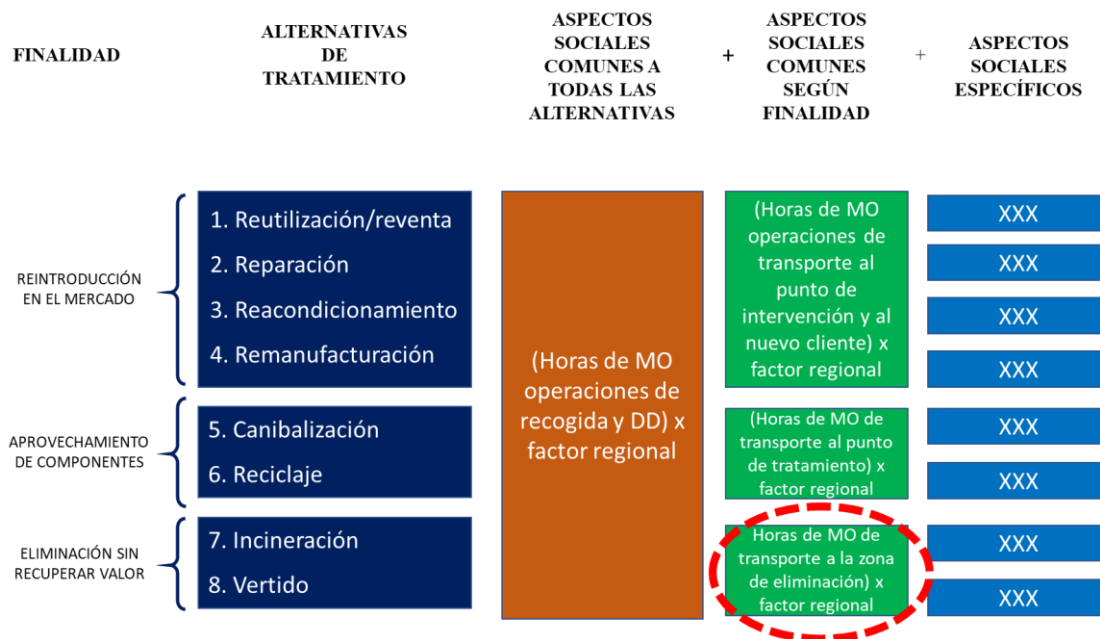 FINALIDAD
ALTERNATIVAS
DE
TRATAMIENTO
ASPECTOS
SOCIALES
COMUNES A
TODAS LAS
ALTERNATIVAS
+
ASPECTOS
SOCIALES
COMUNES
SEGÚN
FINALIDAD
+
ASPECTOS
SOCIALES
ESPECÍFICOS
REINTRODUCCIÓN
EN EL MERCADO
1. Reutilización/reventa
2. Reparación
3. Reacondicionamiento
4. Remanufacturación
(Horas de MO
operaciones de
recogida y DD) x
factor regional
(Horas de MO
operaciones de
transporte al
punto de
intervención y al
nuevo cliente) x
factor regional
XXX
XXX
XXX
XXX
APROVECHAMIENTO
DE COMPONENTES
5. Canibalización
6. Reciclaje
(Horas de MO de
transporte al punto
de tratamiento) x
factor regional
XXX
XXX
ELIMINACIÓN SIN
RECUPERAR VALOR
7. Incineración
8. Vertido
Horas de MO de
transporte a la zona
de eliminación) x
factor regional
XXX
XXX